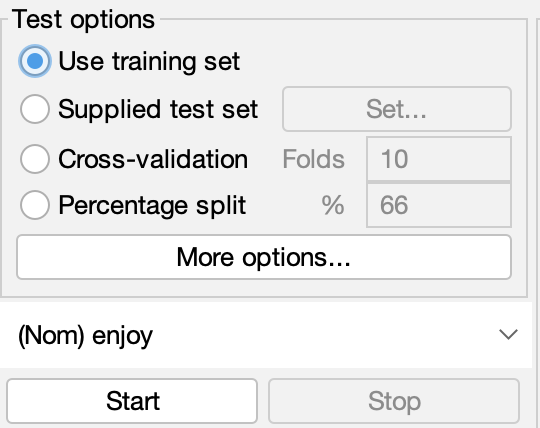 Test options
Use training set
Supplied test set Set...
Cross-validation Folds 10
Percentage split % 66
More options...
(Nom) enjoy
Start Stop